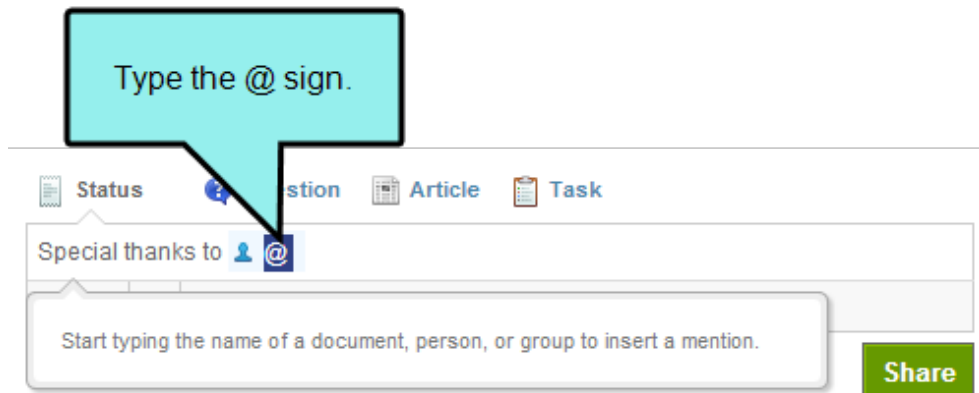 Type the @ sign.
Status stion Article Task
Special thanks to @
Start typing the name of a document, person, or group to insert a mention.
Share